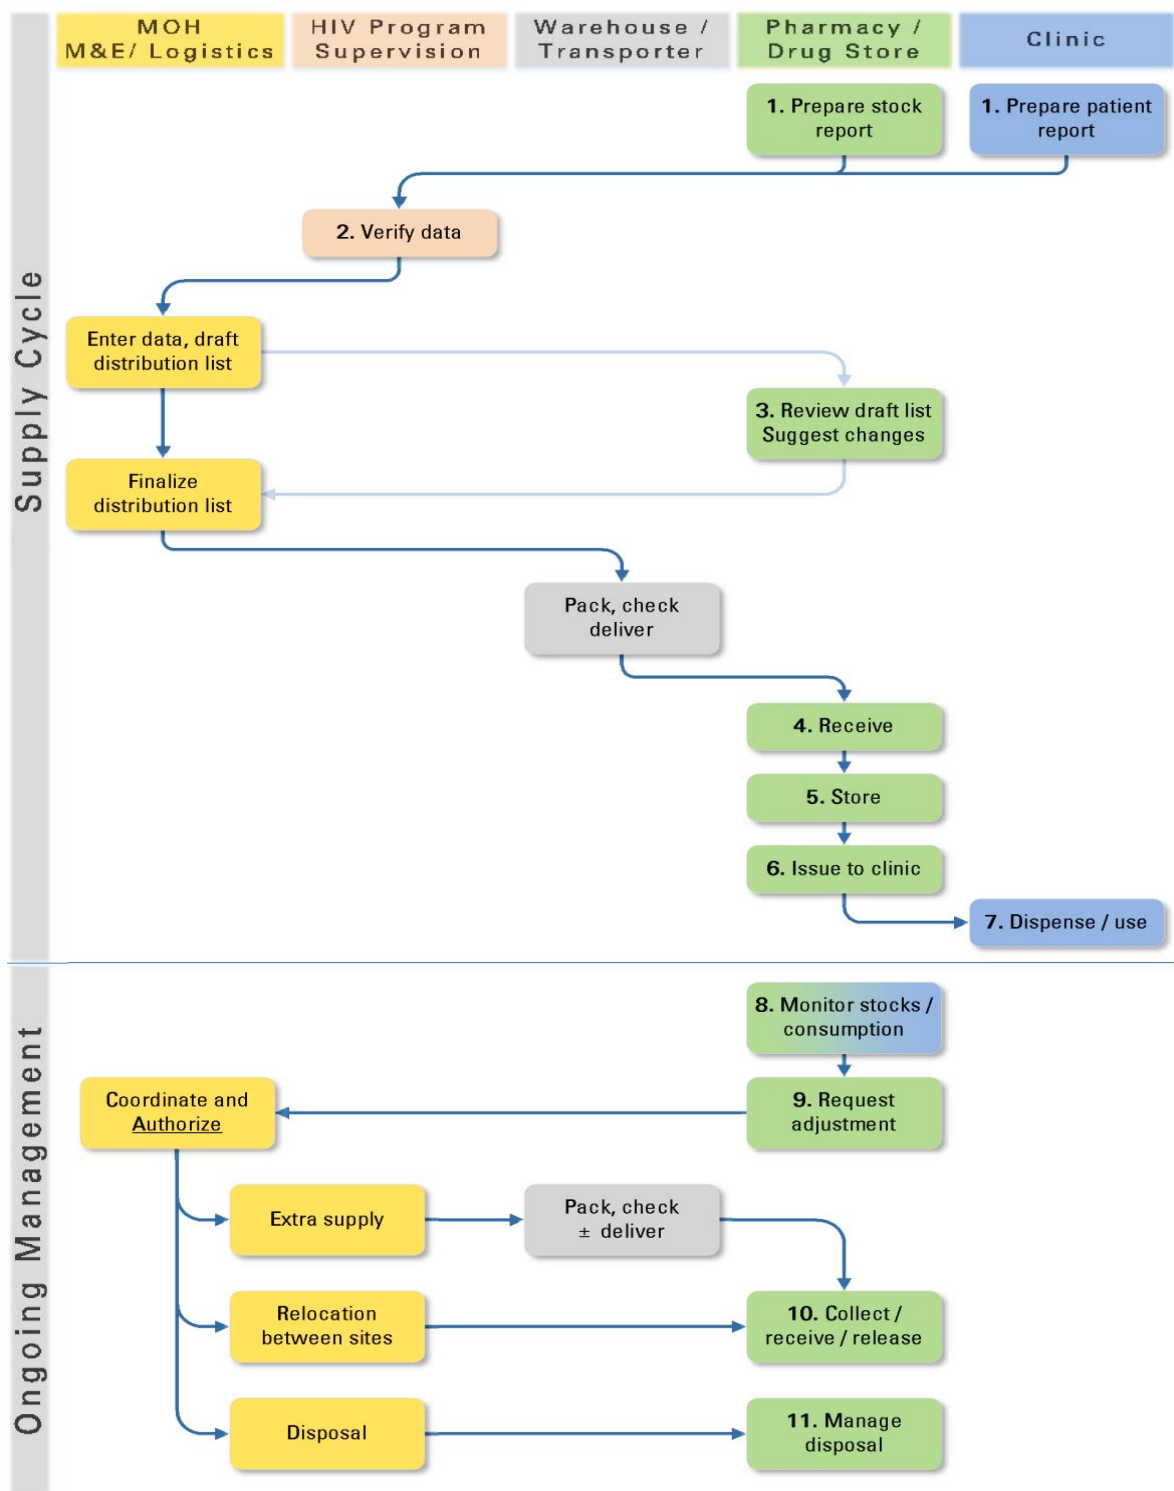 MOH
M&E/ Logistics
HIV Program
Supervision
Warehouse /
Transporter
Pharmacy /
Drug Store
Clinic
Supply Cycle
1. Prepare stock
report
1. Prepare patient
report
2. Verify data
Enter data, draft
distribution list
3. Review draft list
Suggest changes
Finalize
distribution list
Pack, check
deliver
4. Receive
5. Store
6. Issue to clinic
7. Dispense / use
Ongoing Management
8. Monitor stocks /
consumption
Coordinate and
Authorize
9. Request
adjustment
Extra supply
Pack, check
± deliver
Relocation
between sites
10. Collect /
receive / release
Disposal
11. Manage
disposal